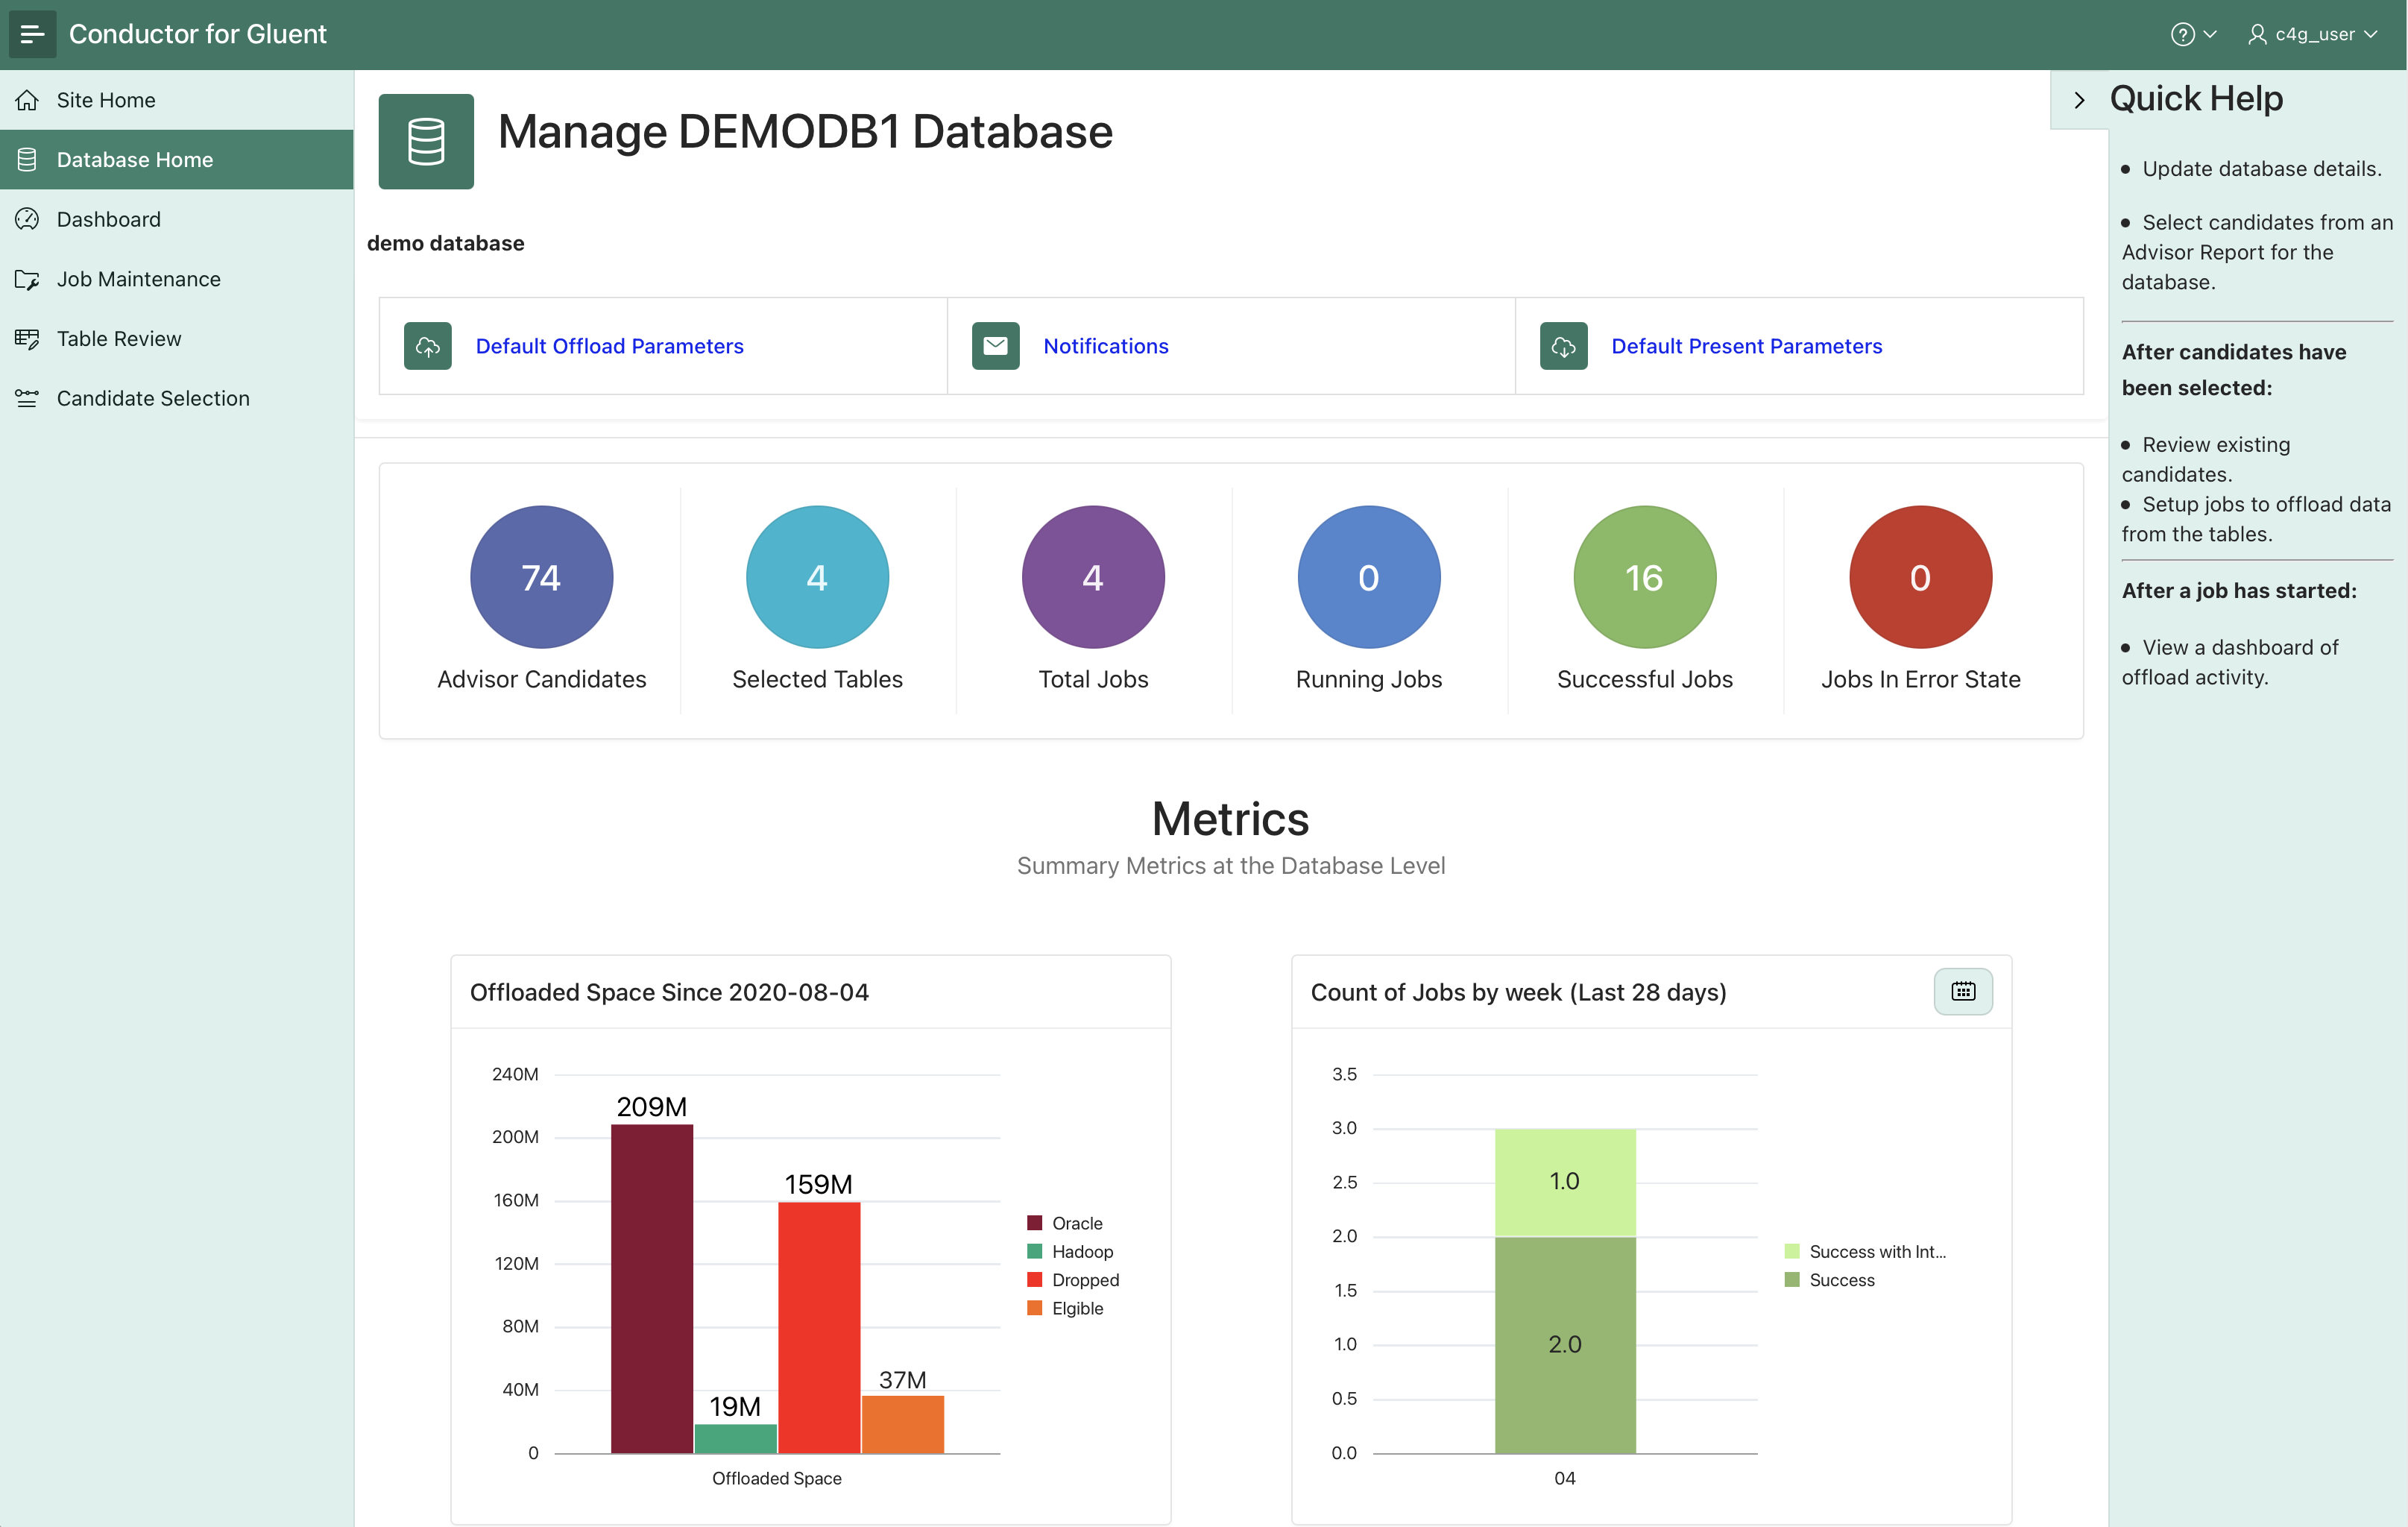 Conductor for Gluent
c4g_user
Site Home
Database Home
Dashboard
Job Maintenance
Table Review
Candidate Selection
Manage DEMODB1 Database
demo database
Default Offload Parameters
Notifications
Default Present Parameters
74
Advisor Candidates
4
Selected Tables
4
Total Jobs
0
Running Jobs
16
Successful Jobs
0
Jobs In Error State
Metrics
Summary Metrics at the Database Level
Offloaded Space Since 2020-08-04
240M
200M
160M
120M
80M
40M
0
209M
19M
159M
37M
Offloaded Space
Oracle
Hadoop
Dropped
Elgible
Count of Jobs by week (Last 28 days)
3.5
3.0
2.5
2.0
1.5
1.0
0.5
0.0
1.0
2.0
04
Success with Int...
Success
Quick Help
• Update database details.
• Select candidates from an
Advisor Report for the
database.
After candidates have
been selected:
• Review existing
candidates.
• Setup jobs to offload data
from the tables.
After a job has started:
• View a dashboard of
offload activity.